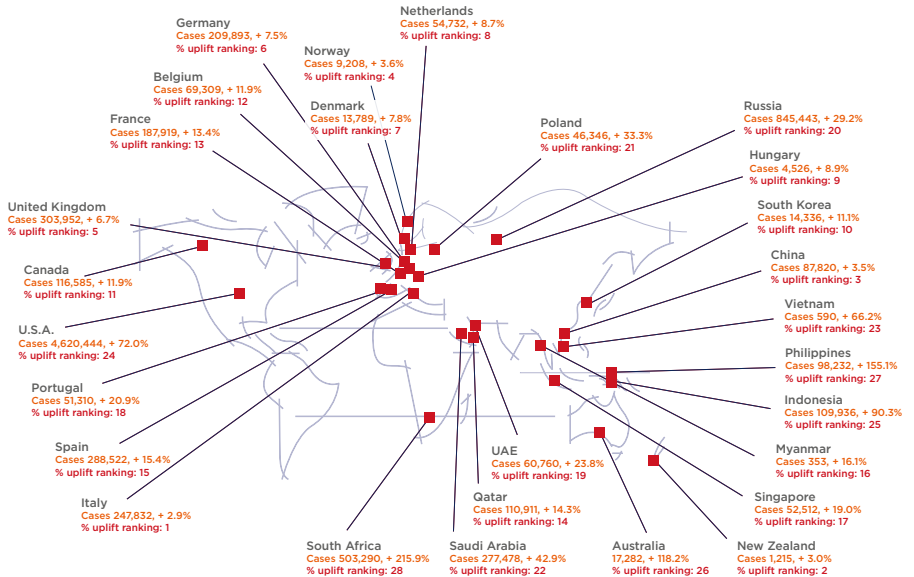 Netherlands
Cases 54,732, + 8.7%
% uplift ranking: 8
Germany
Cases 209,893, + 7.5%
% uplift ranking: 6
Norway
Cases 9,208, + 3.6%
% uplift ranking: 4
Belgium
Cases 69,309, + 11.9%
% uplift ranking: 12
Denmark
Cases 13,789, + 7.8%
% uplift ranking: 7
France
Cases 187,919, + 13.4%
% uplift ranking: 13
Poland
Cases 46,346, + 33.3%
% uplift ranking: 21
Russia
Cases 845,443, + 29.2%
% uplift ranking: 20
Hungary
Cases 4,526, + 8.9%
% uplift ranking: 9
United Kingdom
Cases 303,952, + 6.7%
% uplift ranking: 5
South Korea
Cases 14,336, + 11.1%
% uplift ranking: 10
Canada
Cases 116,585, + 11.9%
% uplift ranking: 11
China
Cases 87,820, + 3.5%
% uplift ranking: 3
Vietnam
Cases 590, + 66.2%
% uplift ranking: 23
U.S.A.
Cases 4,620,444, + 72.0%
% uplift ranking: 24
Philippines
Cases 98,232, + 155.1%
% uplift ranking: 27
Portugal
Cases 51,310, + 20.9%
% uplift ranking: 18
Indonesia
Cases 109,936, + 90.3%
% uplift ranking: 25
Spain
Cases 288,522, + 15.4%
% uplift ranking: 15
UAE
Cases 60,760, + 23.8%
% uplift ranking: 19
Myanmar
Cases 353, + 16.1%
% uplift ranking: 16
Italy
Cases 247,832, + 2.9%
% uplift ranking: 1
Qatar
Cases 110,911, + 14.3%
% uplift ranking: 14
Singapore
Cases 52,512, + 19.0%
% uplift ranking: 17
South Africa
Cases 503,290, + 215.9%
% uplift ranking: 28
Saudi Arabia
Cases 277,478, + 42.9%
% uplift ranking: 22
Australia
17,282, + 118.2%
% uplift ranking: 26
New Zealand
Cases 1,215, + 3.0%
% uplift ranking: 2